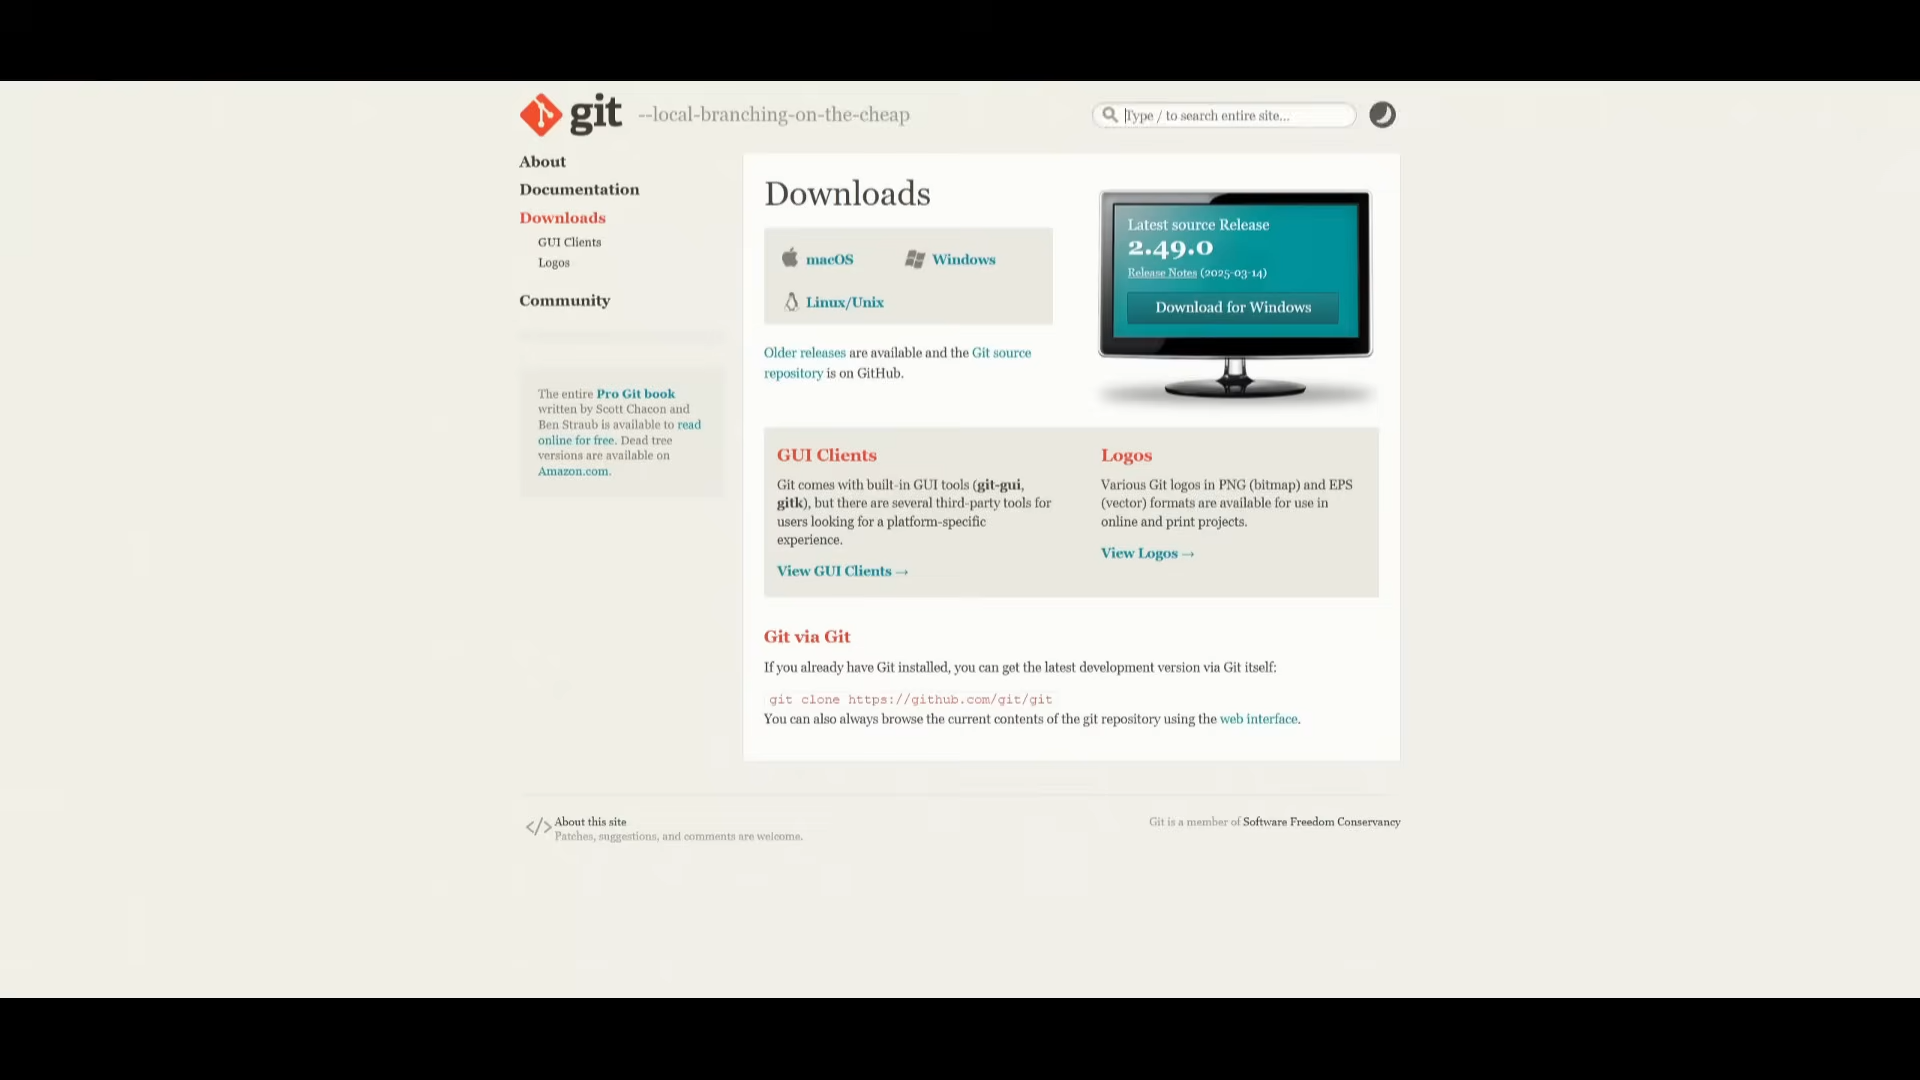 git --local-branching-on-the-cheap
Type / to search entire site...
About
Documentation
Downloads
GUI Clients
Logos
Community
The entire Pro Git book
written by Scott Chacon and
Ben Straub is available to read
online for free. Dead tree
versions are available on
Amazon.com.
Downloads
macOS
Windows
Linux/Unix
Older releases are available and the Git source
repository is on GitHub.
Latest source Release
2.49.0
Release Notes (2025-03-14)
Download for Windows
GUI Clients
Git comes with built-in GUI tools (git-gui,
gitk), but there are several third-party tools for
users looking for a platform-specific
experience.
View GUI Clients →
Logos
Various Git logos in PNG (bitmap) and EPS
(vector) formats are available for use in
online and print projects.
View Logos →
Git via Git
If you already have Git installed, you can get the latest development version via Git itself:
git clone https://github.com/git/git
You can also always browse the current contents of the git repository using the web interface.
</> About this site
Patches, suggestions, and comments are welcome.
Git is a member of Software Freedom Conservancy